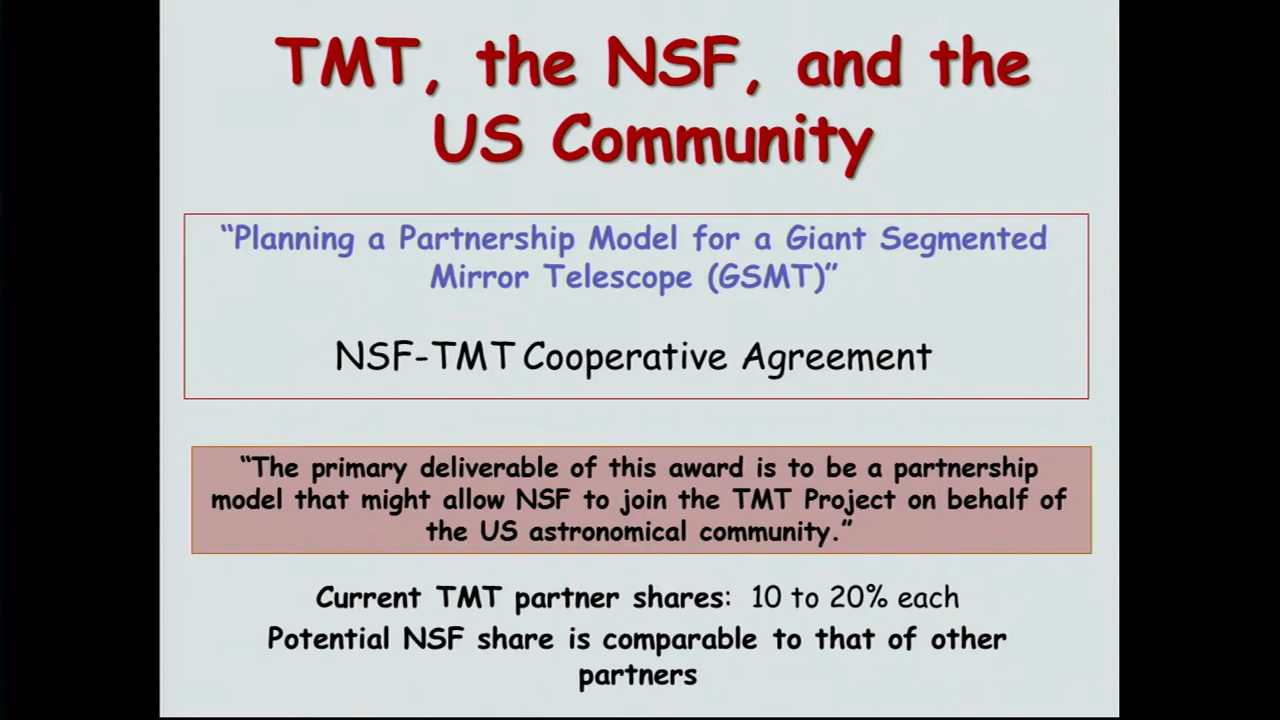 TMT, the NSF, and the
US Community
“Planning a Partnership Model for a Giant Segmented
Mirror Telescope (GSMT)”
NSF-TMT Cooperative Agreement
“The primary deliverable of this award is to be a partnership
model that might allow NSF to join the TMT Project on behalf of
the US astronomical community.”
Current TMT partner shares: 10 to 20% each
Potential NSF share is comparable to that of other
partners